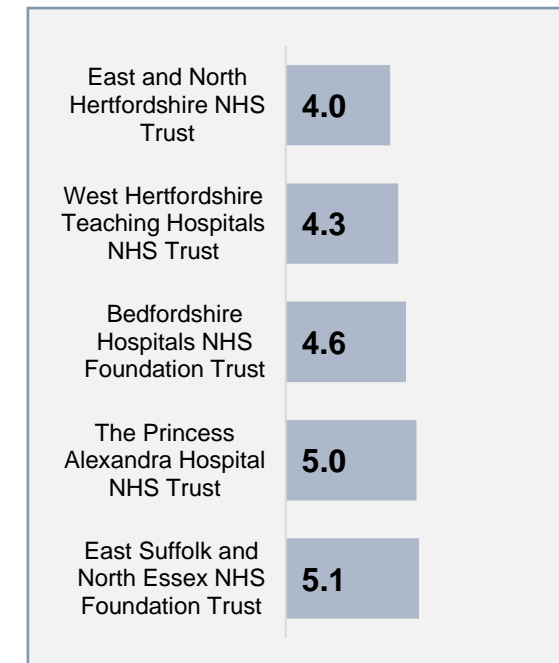 East and North
Hertfordshire NHS
Trust
4.0
West Hertfordshire
Teaching Hospitals
NHS Trust
4.3
Bedfordshire
Hospitals NHS
Foundation Trust
4.6
The Princess
Alexandra Hospital
NHS Trust
5.0
East Suffolk and
North Essex NHS
Foundation Trust
5.1